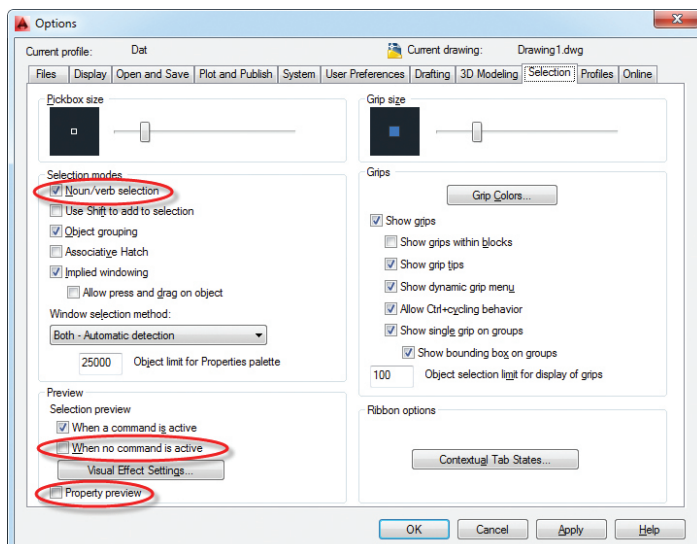 Options
Current profile: Dat Current drawing: Drawing1.dwg
Files Display Open and Save Plot and Publish System User Preferences Drafting 3D Modeling Selection Profiles Online
Pickbox size
Grip size
Selection modes
Noun/verb selection
Use Shift to add to selection
Object grouping
Associative Hatch
Implied windowing
Allow press and drag on object
Window selection method:
Both - Automatic detection
25000 Object limit for Properties palette
Preview
Selection preview
When a command is active
When no command is active
Visual Effect Settings...
Property preview
Grips
Grip Colors...
Show grips
Show grips within blocks
Show grip tips
Show dynamic grip menu
Allow Ctrl+cycling behavior
Show single grip on groups
Show bounding box on groups
100 Object selection limit for display of grips
Ribbon options
Contextual Tab States...
OK Cancel Apply Help